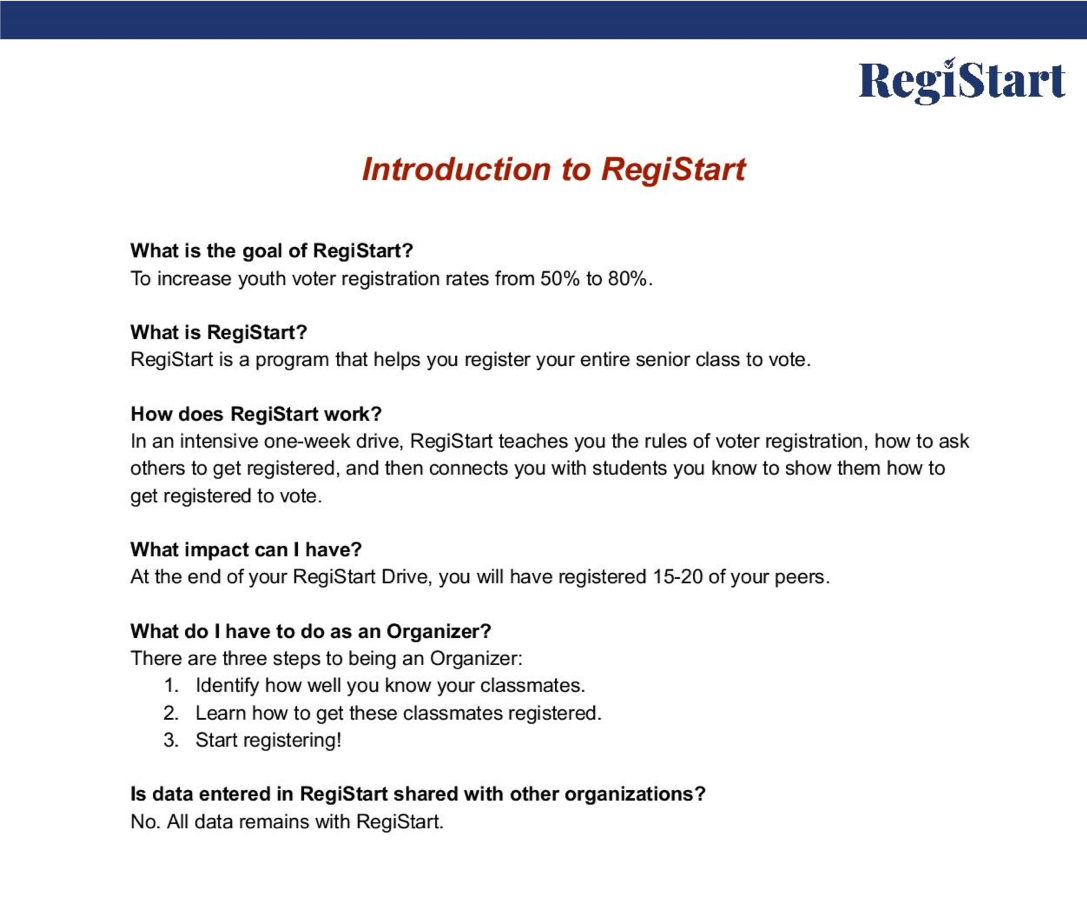 RegiStart
Introduction to RegiStart
What is the goal of RegiStart?
To increase youth voter registration rates from 50% to 80%.
What is RegiStart?
RegiStart is a program that helps you register your entire senior class to vote.
How does RegiStart work?
In an intensive one-week drive, RegiStart teaches you the rules of voter registration, how to ask
others to get registered, and then connects you with students you know to show them how to
get registered to vote.
What impact can I have?
At the end of your RegiStart Drive, you will have registered 15-20 of your peers.
What do I have to do as an Organizer?
There are three steps to being an Organizer:
1. Identify how well you know your classmates.
2. Learn how to get these classmates registered.
3. Start registering!
Is data entered in RegiStart shared with other organizations?
No. All data remains with RegiStart.